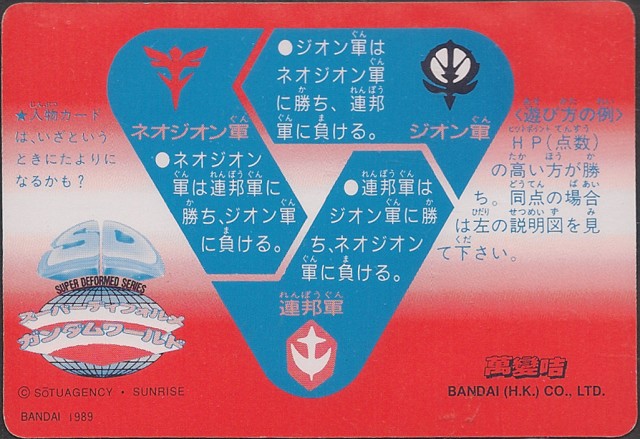 ★人物カード
は、いざという
ときにたよりに
なるかも?
ネオジオン軍
●ジオン軍は
ネオジオン軍
に勝ち、連邦
軍に負ける。
ジオン軍
●ネオジオン
軍は連邦軍に
勝ち、ジオン軍
に負ける。
●連邦軍は
ジオン軍に勝
ち、ネオジオン
軍に負ける。
連邦軍
〈遊び方の例〉
HP(点数)
の高い方が勝
ち。同点の場合
は左の説明図を見
て下さい。
SD
SUPER DEFORMED SERIES
スーパーディフォルメ
ガンダムワールド
© SŌTUAGENCY・SUNRISE
BANDAI 1989
萬變咭
BANDAI (H.K.) CO., LTD.